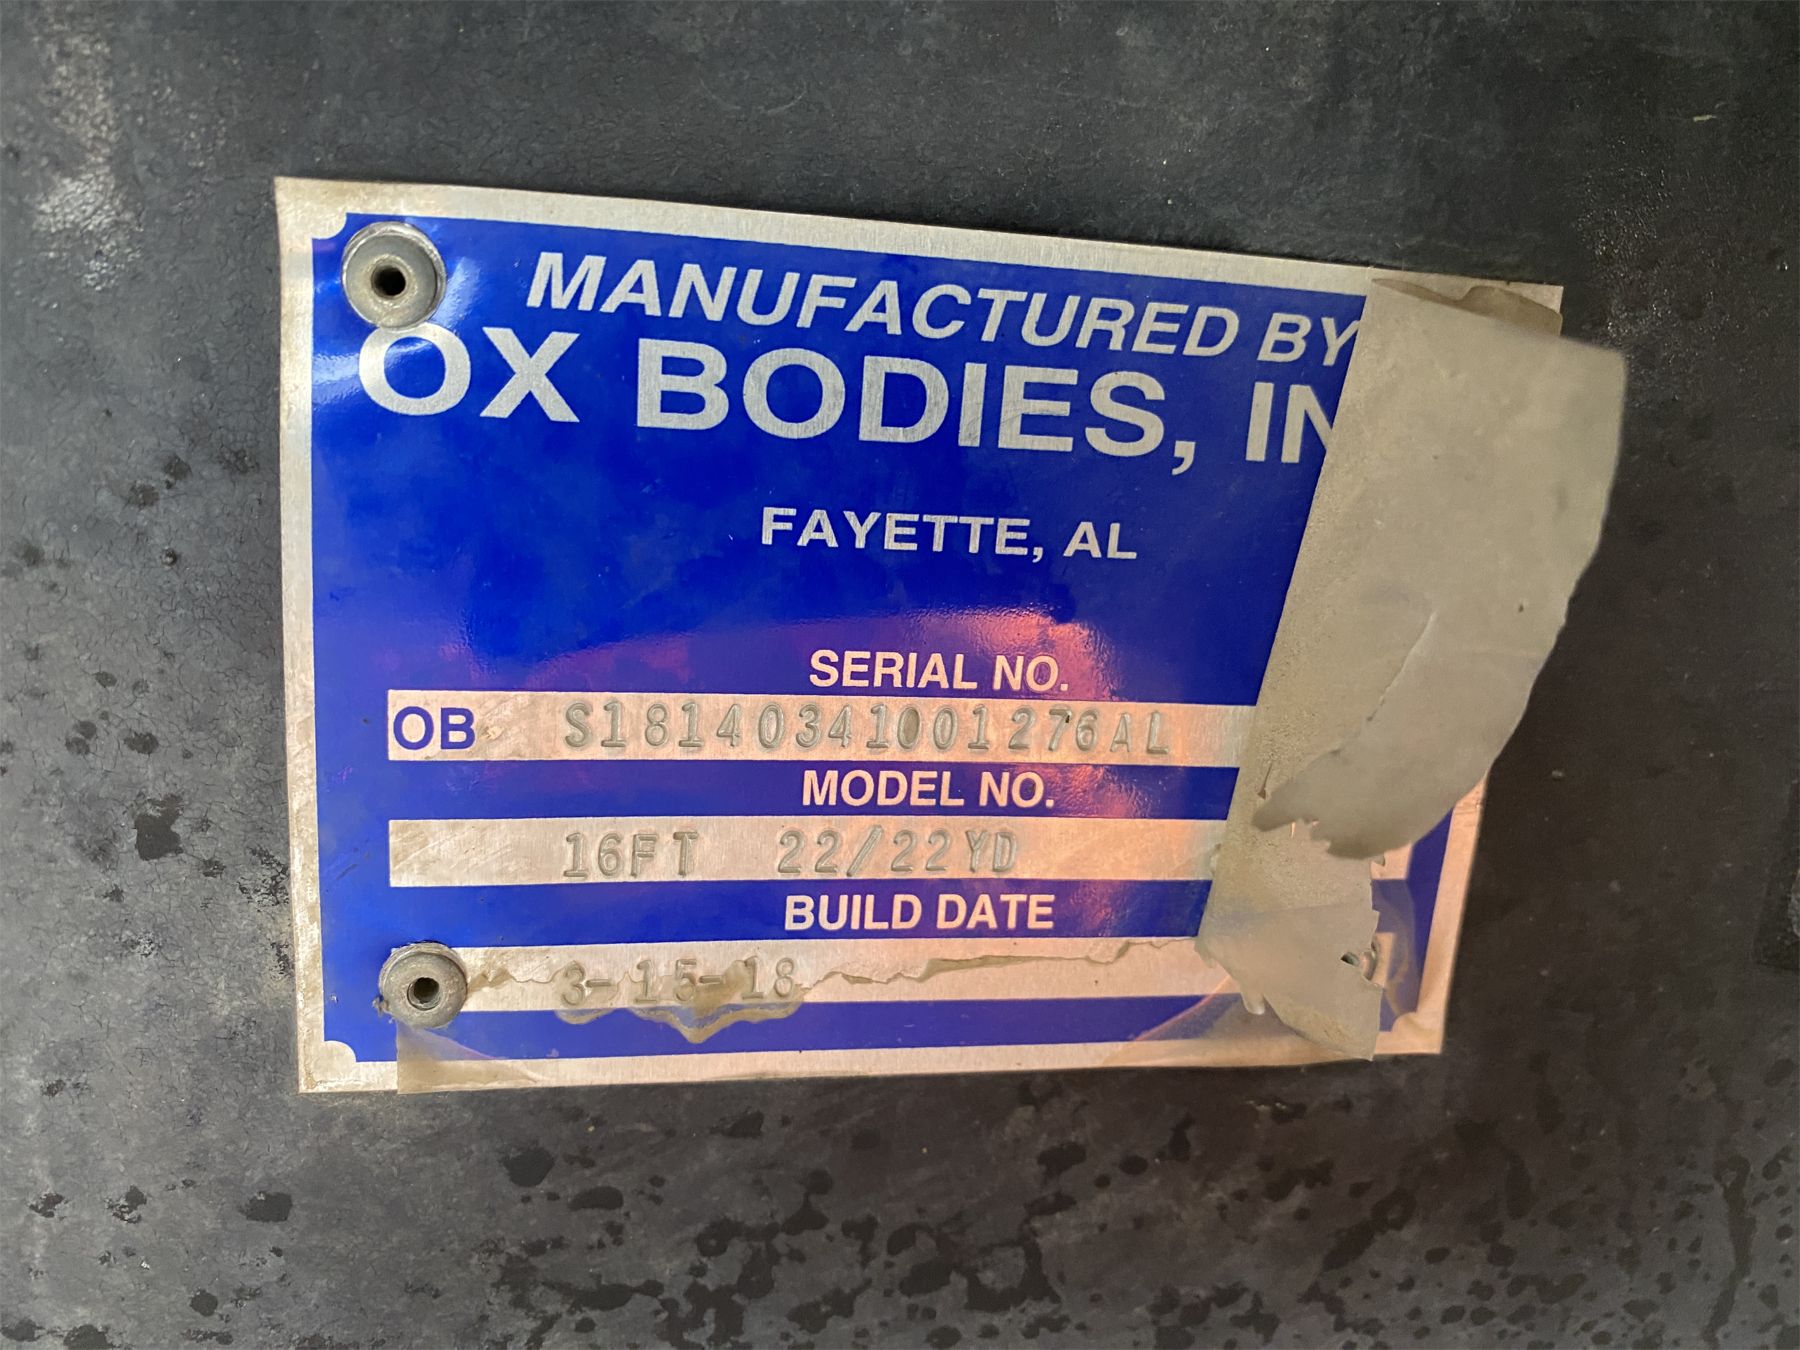 MANUFACTURED BY
OX BODIES, IN
FAYETTE, AL
SERIAL NO.
OB S18140341001276AL
MODEL NO.
16FT 22/22YD
BUILD DATE
3-15-18